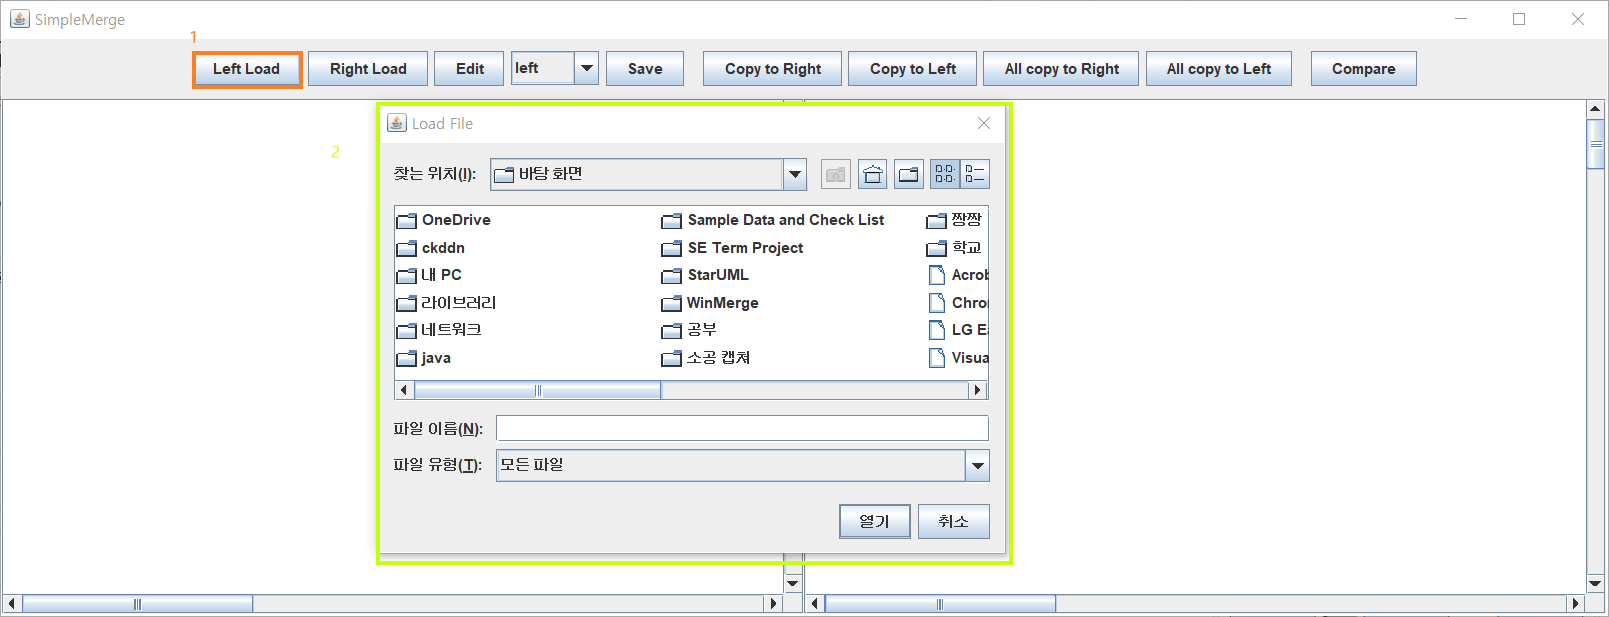 SimpleMerge
1
Left Load Right Load Edit left Save Copy to Right Copy to Left All copy to Right All copy to Left Compare
Load File
2
찾는 위치(I): 바탕 화면
OneDrive Sample Data and Check List 짱짱
ckddn SE Term Project 학교
내 PC StarUML Acrob
라이브러리 WinMerge Chro
네트워크 공부 LG Ea
java 소공 캡쳐 Visua
파일 이름(N):
파일 유형(T): 모든 파일
열기 취소